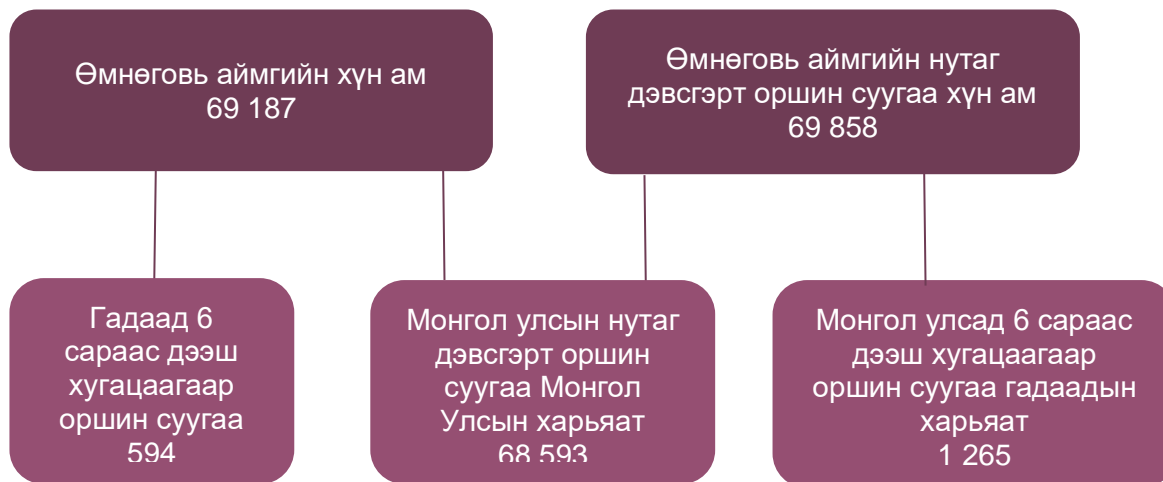 Өмнөговь аймгийн хүн ам
69 187
Өмнөговь аймгийн нутаг
дэвсгэрт оршин суугаа хүн ам
69 858
Гадаад 6
сараас дээш
хугацаагаар
оршин суугаа
594
Монгол улсын нутаг
дэвсгэрт оршин
суугаа Монгол
Улсын харьяат
68 593
Монгол улсад 6 сараас
дээш хугацаагаар
оршин суугаа гадаадын
харьяат
1 265